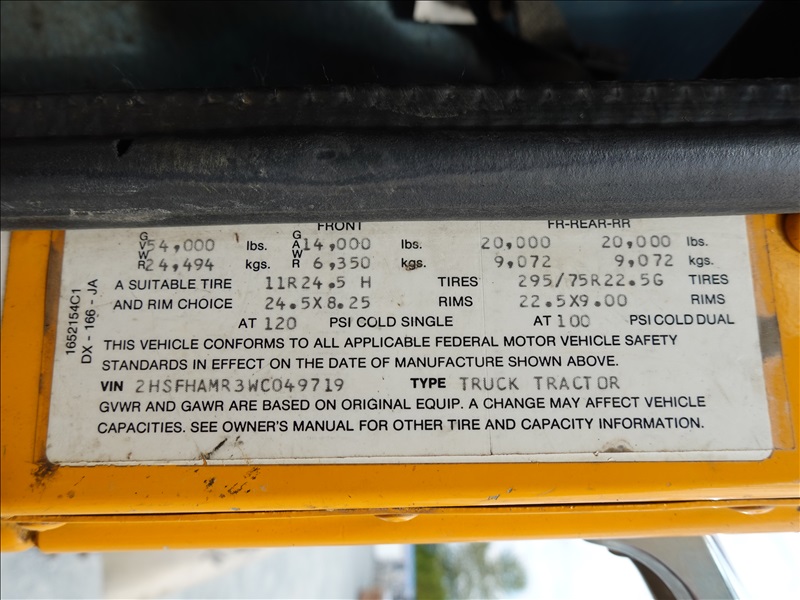 FRONT FR-REAR-RR
GVWR 54,000 lbs. GAWR 14,000 lbs. 20,000 20,000 lbs.
24,494 kgs. 6,350 kgs. 9,072 9,072 kgs.
A SUITABLE TIRE 11R24.5 H TIRES 295/75R22.5G TIRES
AND RIM CHOICE 24.5X8.25 RIMS 22.5X9.00 RIMS
AT 120 PSI COLD SINGLE AT 100 PSI COLD DUAL
THIS VEHICLE CONFORMS TO ALL APPLICABLE FEDERAL MOTOR VEHICLE SAFETY
STANDARDS IN EFFECT ON THE DATE OF MANUFACTURE SHOWN ABOVE.
VIN 2HSFHAMR3WC049719 TYPE TRUCK TRACTOR
GVWR AND GAWR ARE BASED ON ORIGINAL EQUIP. A CHANGE MAY AFFECT VEHICLE
CAPACITIES. SEE OWNER'S MANUAL FOR OTHER TIRE AND CAPACITY INFORMATION.
1652154C1
DX - 166 - JA